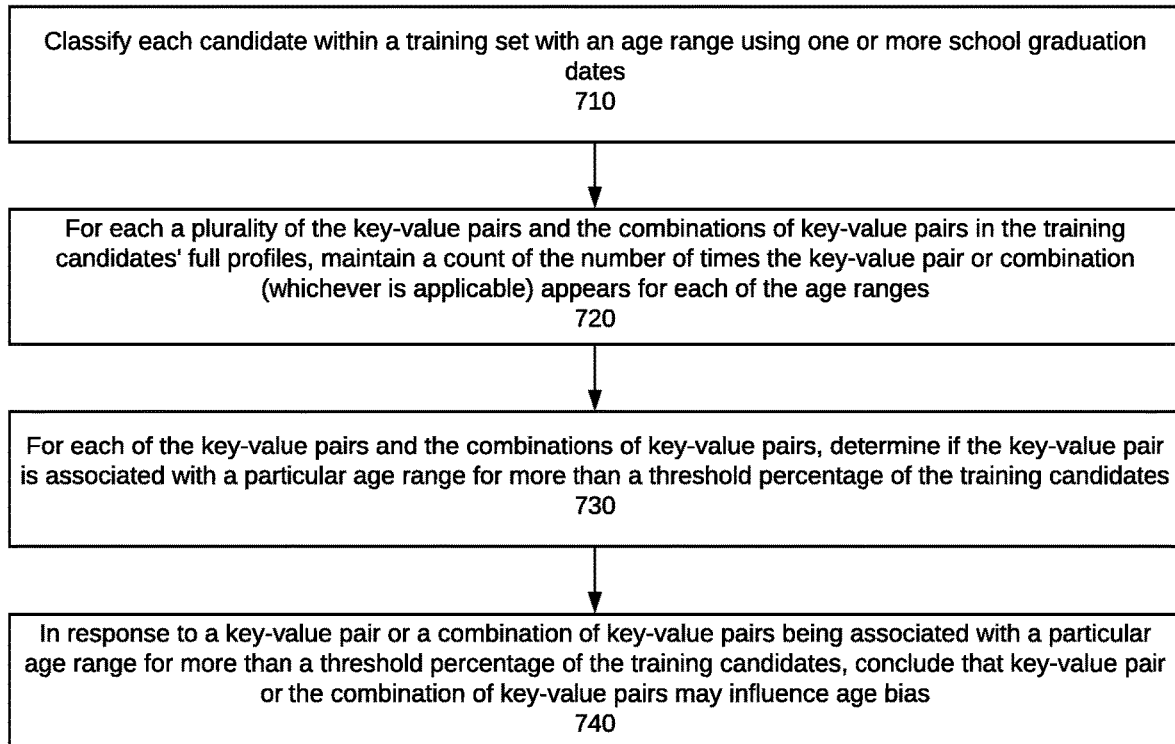 Classify each candidate within a training set with an age range using one or more school graduation
dates
710
For each a plurality of the key-value pairs and the combinations of key-value pairs in the training
candidates' full profiles, maintain a count of the number of times the key-value pair or combination
(whichever is applicable) appears for each of the age ranges
720
For each of the key-value pairs and the combinations of key-value pairs, determine if the key-value pair
is associated with a particular age range for more than a threshold percentage of the training candidates
730
In response to a key-value pair or a combination of key-value pairs being associated with a particular
age range for more than a threshold percentage of the training candidates, conclude that key-value pair
or the combination of key-value pairs may influence age bias
740